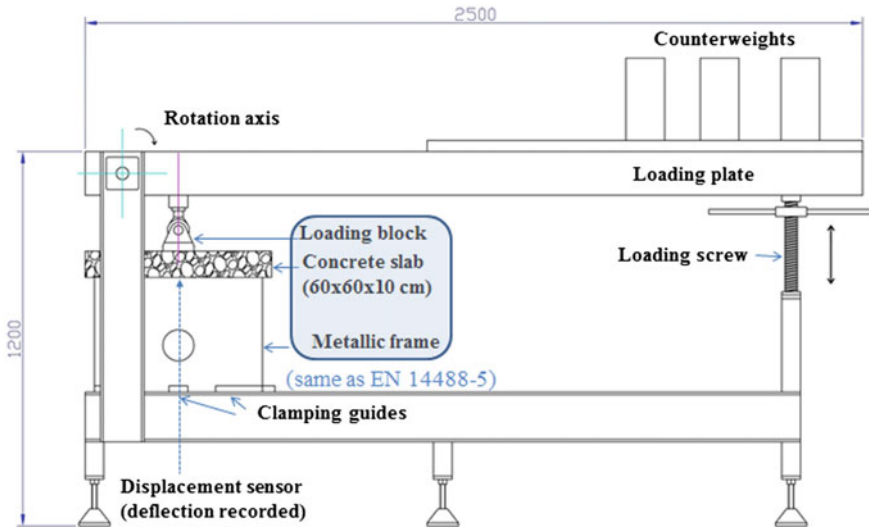 2500
Counterweights
Rotation axis
Loading plate
Loading block
Concrete slab
(60x60x10 cm)
Loading screw
1200
Metallic frame
(same as EN 14488-5)
Clamping guides
Displacement sensor
(deflection recorded)